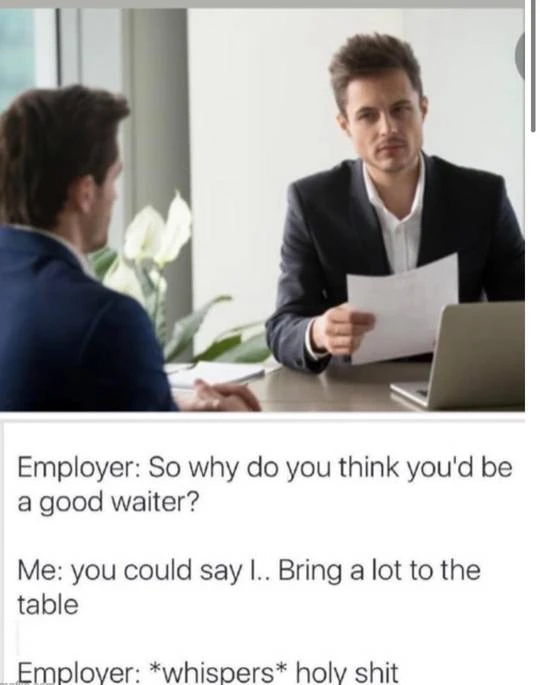 Employer: So why do you think you'd be
a good waiter?
Me: you could say I.. Bring a lot to the
table
Employer: *whispers* holy shit